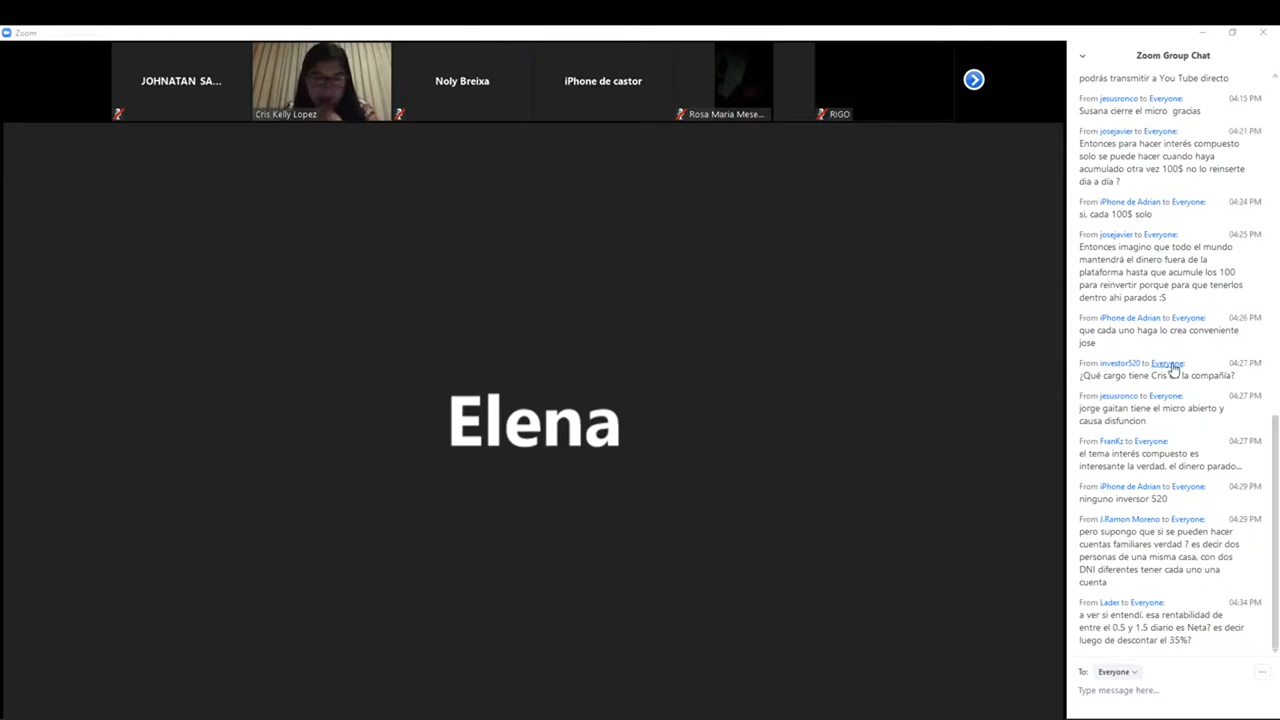 Zoom
JOHNATAN SA...
Cris Kelly Lopez
Noly Breixa
iPhone de castor
Rosa Maria Mese...
RIGO
Elena
Zoom Group Chat
podrás transmitir a You Tube directo
From jesusronco to Everyone: 04:15 PM
Susana cierre el micro gracias
From josejavier to Everyone: 04:21 PM
Entonces para hacer interés compuesto
solo se puede hacer cuando haya
acumulado otra vez 100$ no lo reinserte
dia a día ?
From iPhone de Adrian to Everyone: 04:24 PM
si, cada 100$ solo
From josejavier to Everyone: 04:25 PM
Entonces imagino que todo el mundo
mantendrá el dinero fuera de la
plataforma hasta que acumule los 100
para reinvertir porque para que tenerlos
dentro ahi parados :S
From iPhone de Adrian to Everyone: 04:26 PM
que cada uno haga lo crea conveniente
jose
From investor520 to Everyone: 04:27 PM
¿Qué cargo tiene Cris la compañía?
From jesusronco to Everyone: 04:27 PM
jorge gaitan tiene el micro abierto y
causa disfuncion
From FranKz to Everyone: 04:27 PM
el tema interés compuesto es
interesante la verdad, el dinero parado...
From iPhone de Adrian to Everyone: 04:29 PM
ninguno inversor 520
From J.Ramon Moreno to Everyone: 04:29 PM
pero supongo que si se pueden hacer
cuentas familiares verdad ? es decir dos
personas de una misma casa, con dos
DNI diferentes tener cada uno una
cuenta
From Lader to Everyone: 04:34 PM
a ver si entendí, esa rentabilidad de
entre el 0.5 y 1.5 diario es Neta? es decir
luego de descontar el 35%?
To: Everyone
Type message here...